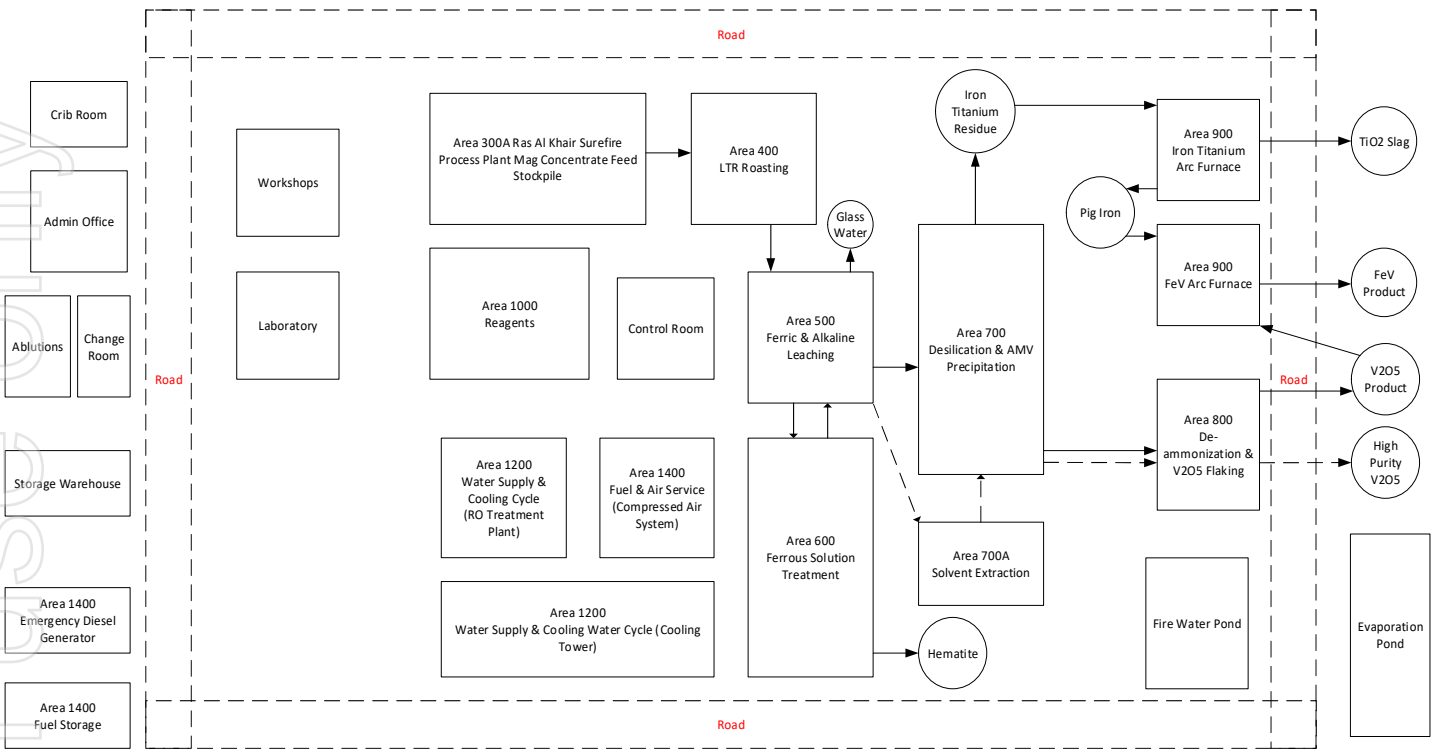 Road
Crib Room
Admin Office
Ablutions
Change
Room
Storage Warehouse
Area 1400
Emergency Diesel
Generator
Area 1400
Fuel Storage
Road
Workshops
Laboratory
Area 300A Ras Al Khair Surefire
Process Plant Mag Concentrate Feed
Stockpile
Area 400
LTR Roasting
Area 1000
Reagents
Control Room
Glass
Water
Area 500
Ferric & Alkaline
Leaching
Area 1200
Water Supply &
Cooling Cycle
(RO Treatment
Plant)
Area 1400
Fuel & Air Service
(Compressed Air
System)
Area 1200
Water Supply & Cooling Water Cycle (Cooling
Tower)
Area 600
Ferrous Solution
Treatment
Hematite
Iron
Titanium
Residue
Area 700
Desilication & AMV
Precipitation
Area 700A
Solvent Extraction
Area 900
Iron Titanium
Arc Furnace
Pig Iron
Area 900
FeV Arc Furnace
Area 800
De-
ammonization &
V2O5 Flaking
Fire Water Pond
Road
TiO2 Slag
FeV
Product
V2O5
Product
High
Purity
V2O5
Evaporation
Pond
Road
use only